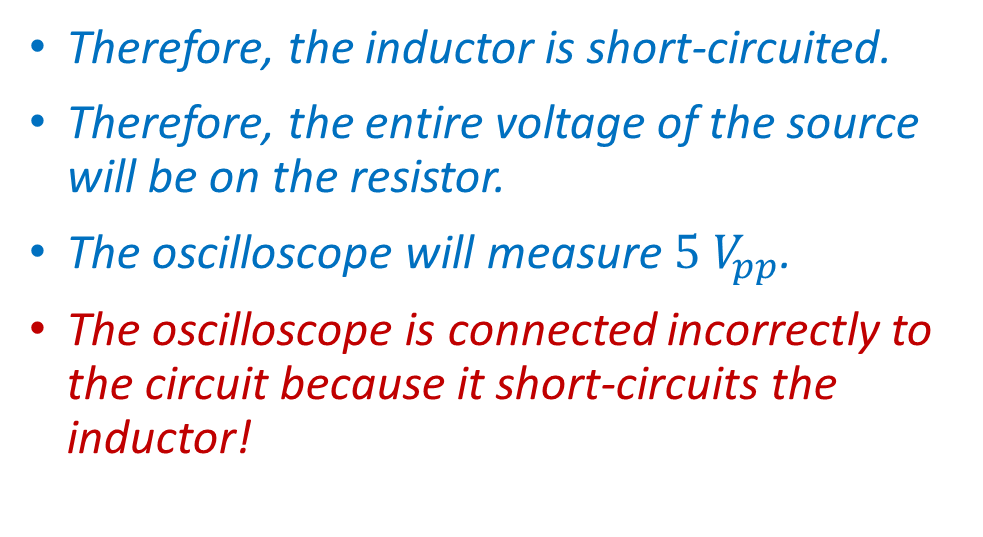 • Therefore, the inductor is short-circuited.
• Therefore, the entire voltage of the source
will be on the resistor.
• The oscilloscope will measure 5 V_{pp}.
• The oscilloscope is connected incorrectly to
the circuit because it short-circuits the
inductor!